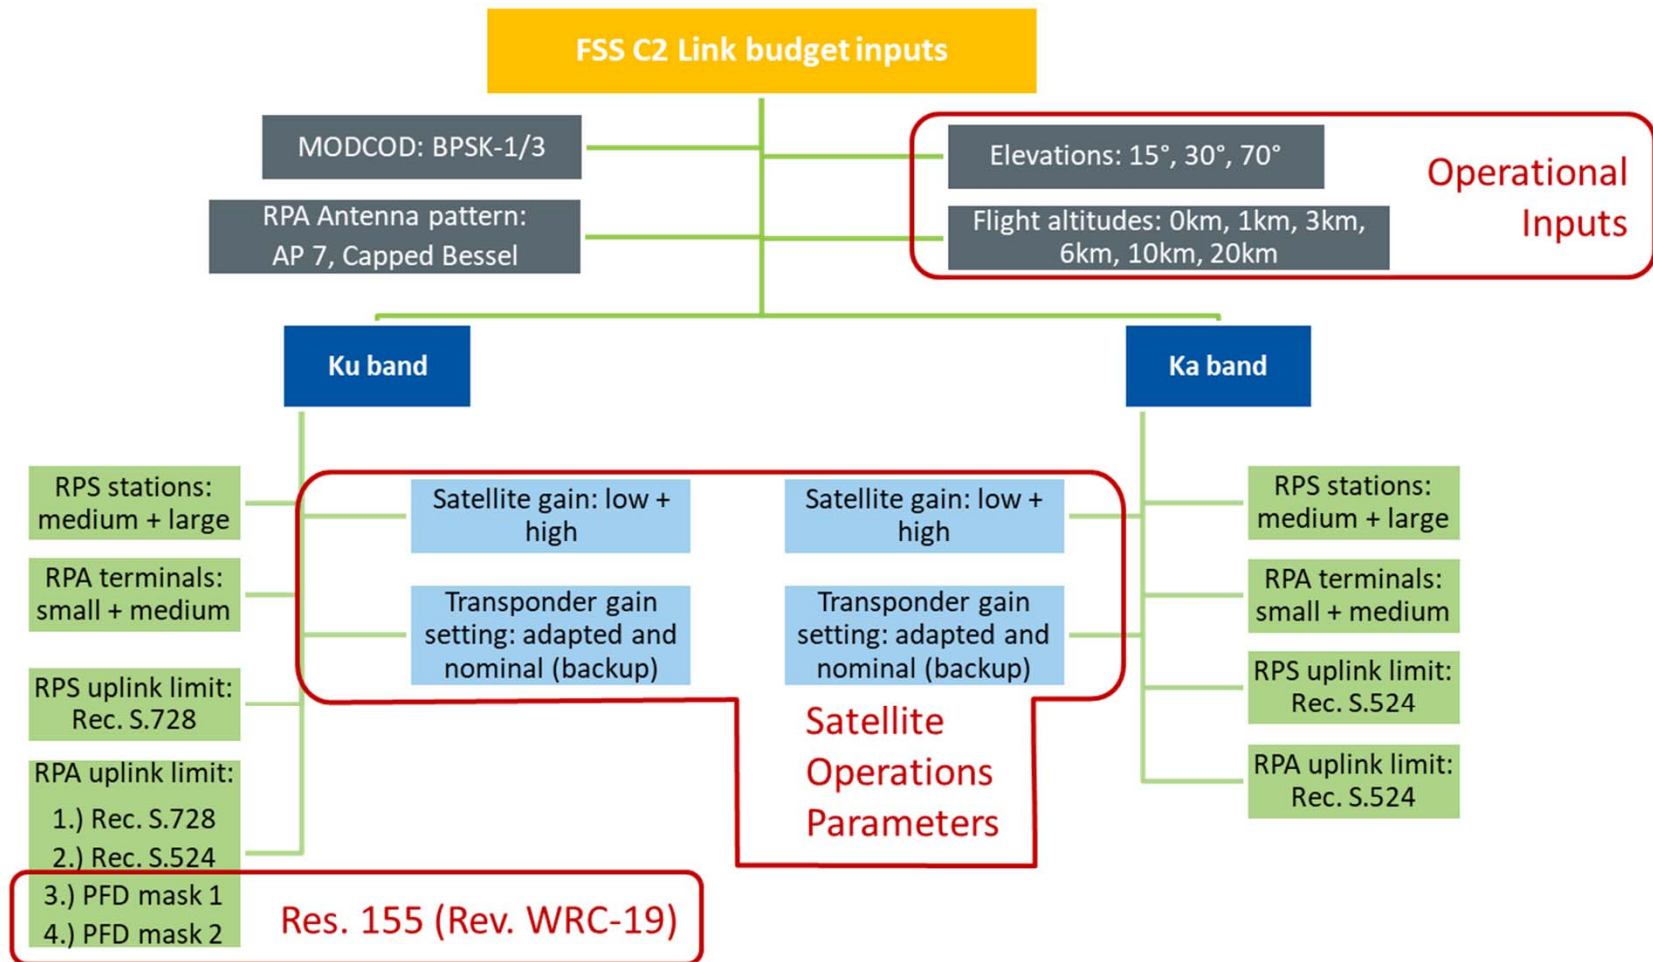 FSS C2 Link budget inputs
MODCOD: BPSK-1/3
RPA Antenna pattern:
AP 7, Capped Bessel
Elevations: 15°, 30°, 70°
Flight altitudes: 0km, 1km, 3km,
6km, 10km, 20km
Operational
Inputs
Ku band
Ka band
RPS stations:
medium + large
RPA terminals:
small + medium
RPS uplink limit:
Rec. S.728
RPA uplink limit:
1.) Rec. S.728
2.) Rec. S.524
3.) PFD mask 1
4.) PFD mask 2
Res. 155 (Rev. WRC-19)
Satellite gain: low +
high
Transponder gain
setting: adapted and
nominal (backup)
Satellite gain: low +
high
Transponder gain
setting: adapted and
nominal (backup)
Satellite
Operations
Parameters
RPS stations:
medium + large
RPA terminals:
small + medium
RPS uplink limit:
Rec. S.524
RPA uplink limit:
Rec. S.524